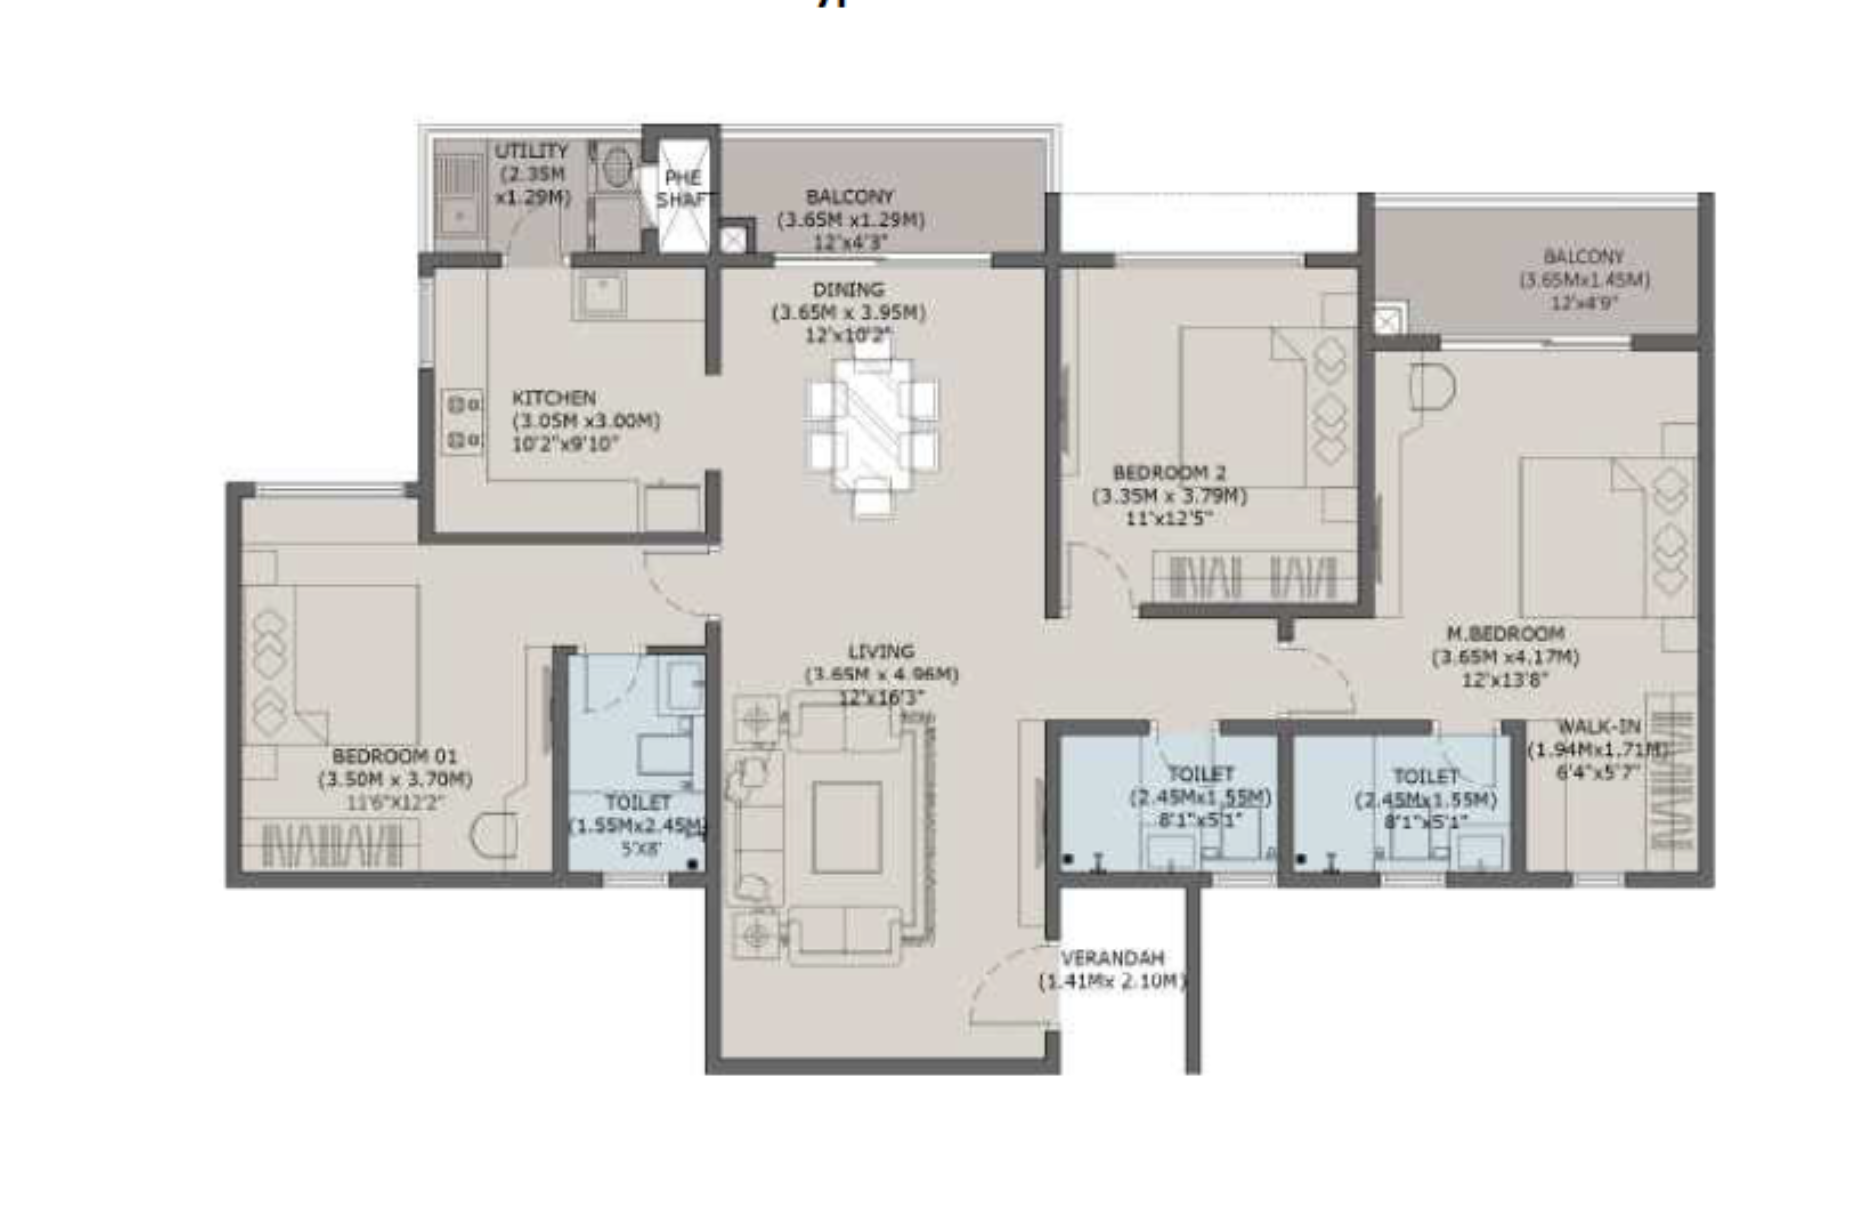 UTILITY
(2.35M
x1.29M)
PHE
SHAF
BALCONY
(3.65M x1.29M)
12'x4'3"
BALCONY
(3.65Mx1.45M)
12'x4'9"
DINING
(3.65M x 3.95M)
12'x10'2"
KITCHEN
(3.05M x3.00M)
10'2"x9'10"
BEDROOM 2
(3.35M x 3.79M)
11'x12'5"
M.BEDROOM
(3.65M x4.17M)
12'x13'8"
LIVING
(3.65M x 4.96M)
12'x16'3"
WALK-IN
(1.94Mx1.71M)
6'4"x5'7"
BEDROOM 01
(3.50M x 3.70M)
11'6"X12'2"
TOILET
(1.55Mx2.45M
5'X8'
TOILET
(2.45Mx1.55M)
8'1"x5'1"
TOILET
(2.45Mx1.55M)
8'1"x5'1"
VERANDAH
(1.41Mx 2.10M)